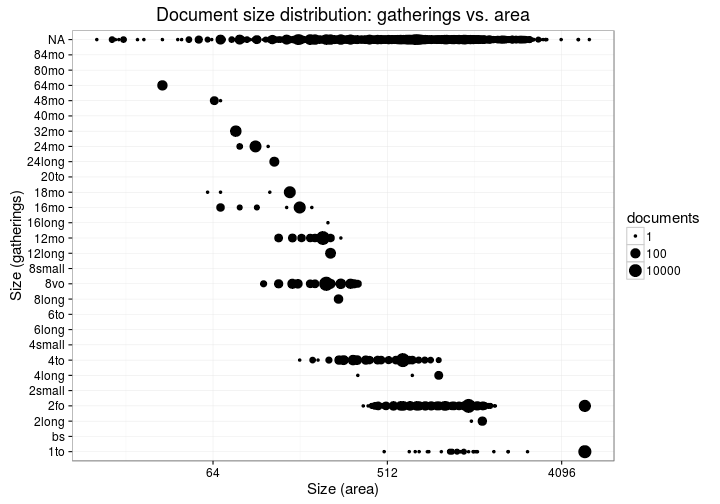 Document size distribution: gatherings vs. area
Size (gatherings)
NA
84mo
80mo
64mo
48mo
40mo
32mo
24mo
24long
20to
18mo
16mo
16long
12mo
12long
8small
8vo
8long
6to
6long
4small
4to
4long
2small
2fo
2long
bs
1to
64
512
4096
Size (area)
documents
1
100
10000